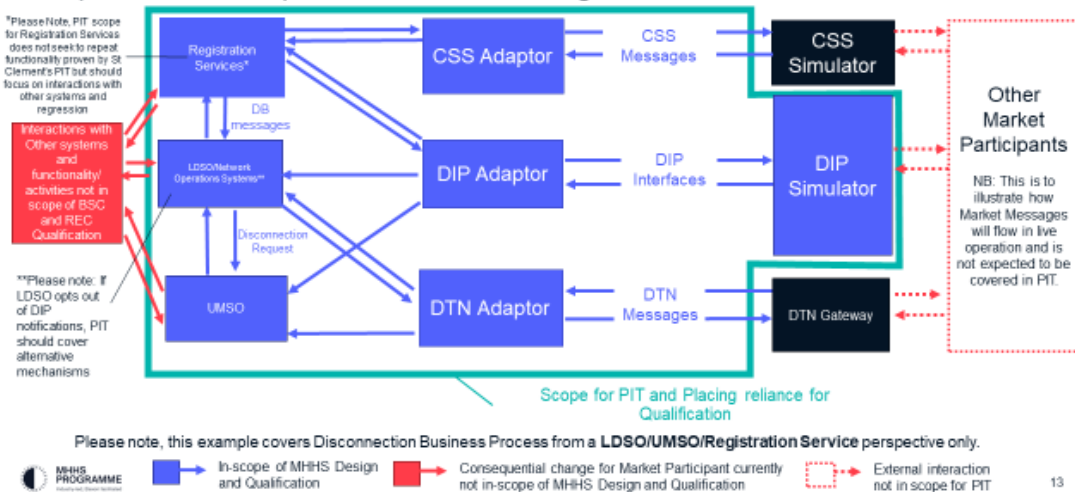 *Please Note, PIT scope
for Registration Services
does not seek to repeat
functionality proven by St
Clement's PIT but should
focus on interactions with
other systems and
regression
Registration
Services*
CSS Adaptor
CSS
Messages
CSS
Simulator
DB
messages
Interactions with
Other systems
and
functionality/
activities not in
scope of BSC
and REC
Qualification
LDSO/Network
Operations Systems**
DIP Adaptor
DIP
Interfaces
DIP
Simulator
Other
Market
Participants
NB: This is to
illustrate how
Market Messages
will flow in live
operation and is
not expected to be
covered in PIT.
Disconnection
Request
**Please note: If
LDSO opts out
of DIP
notifications, PIT
should cover
alternative
mechanisms
UMSO
DTN Adaptor
DTN
Messages
DTN Gateway
Scope for PIT and Placing reliance for
Qualification
Please note, this example covers Disconnection Business Process from a LDSO/UMSO/Registration Service perspective only.
MHHS
PROGRAMME
In-scope of MHHS Design
and Qualification
Consequential change for Market Participant currently
not in-scope of MHHS Design and Qualification
External interaction
not in scope for PIT
13